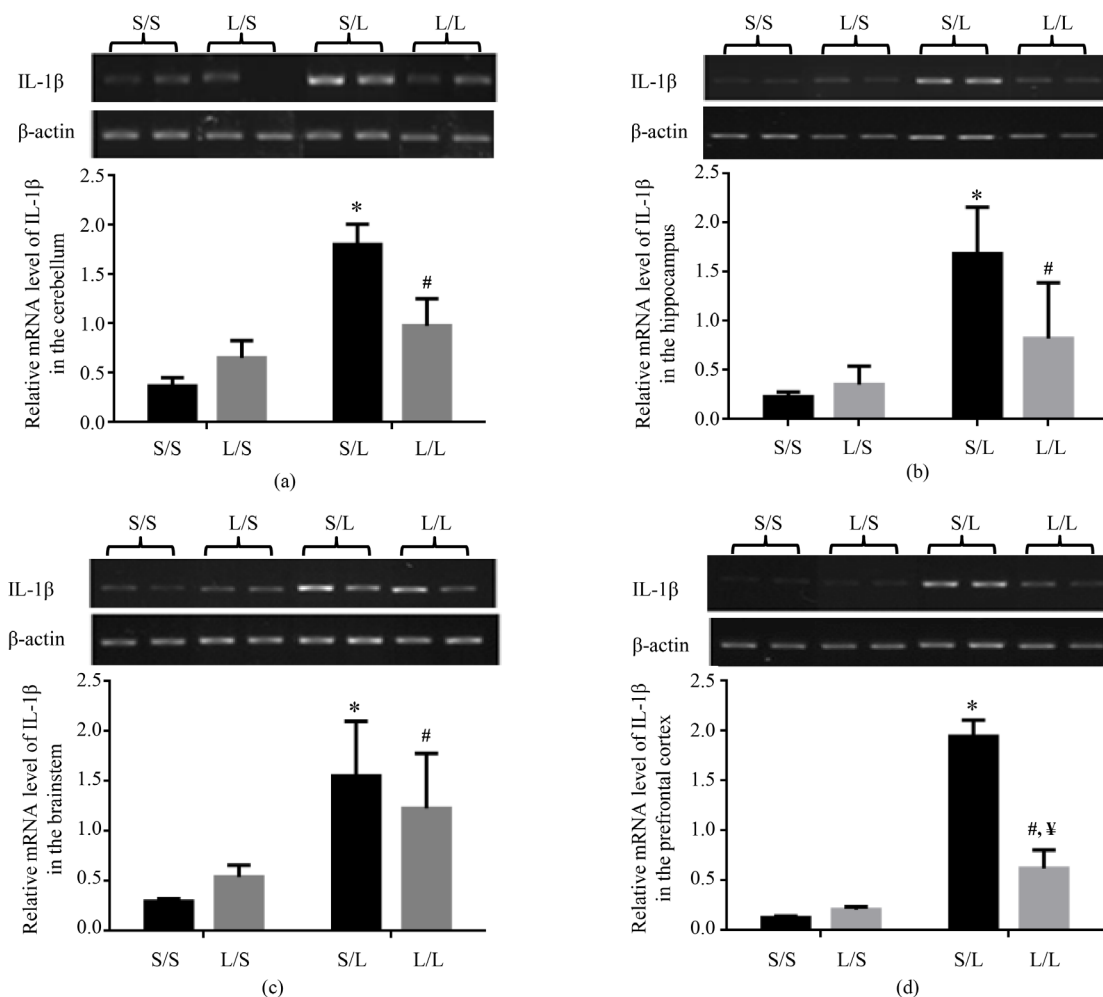 S/S L/S S/L L/L
IL-1β
β-actin
Relative mRNA level of IL-1β
in the cerebellum
2.5
2.0
*
1.5
#
1.0
0.5
0.0
S/S L/S S/L L/L
(a)
S/S L/S S/L L/L
IL-1β
β-actin
Relative mRNA level of IL-1β
in the hippocampus
2.5
*
2.0
#
1.5
1.0
0.5
0.0
S/S L/S S/L L/L
(b)
S/S L/S S/L L/L
IL-1β
β-actin
Relative mRNA level of IL-1β
in the brainstem
2.5
*
2.0
#
1.5
1.0
0.5
0.0
S/S L/S S/L L/L
(c)
S/S L/S S/L L/L
IL-1β
β-actin
Relative mRNA level of IL-1β
in the prefrontal cortex
2.5
*
2.0
1.5
1.0
#, ¥
0.5
0.0
S/S L/S S/L L/L
(d)